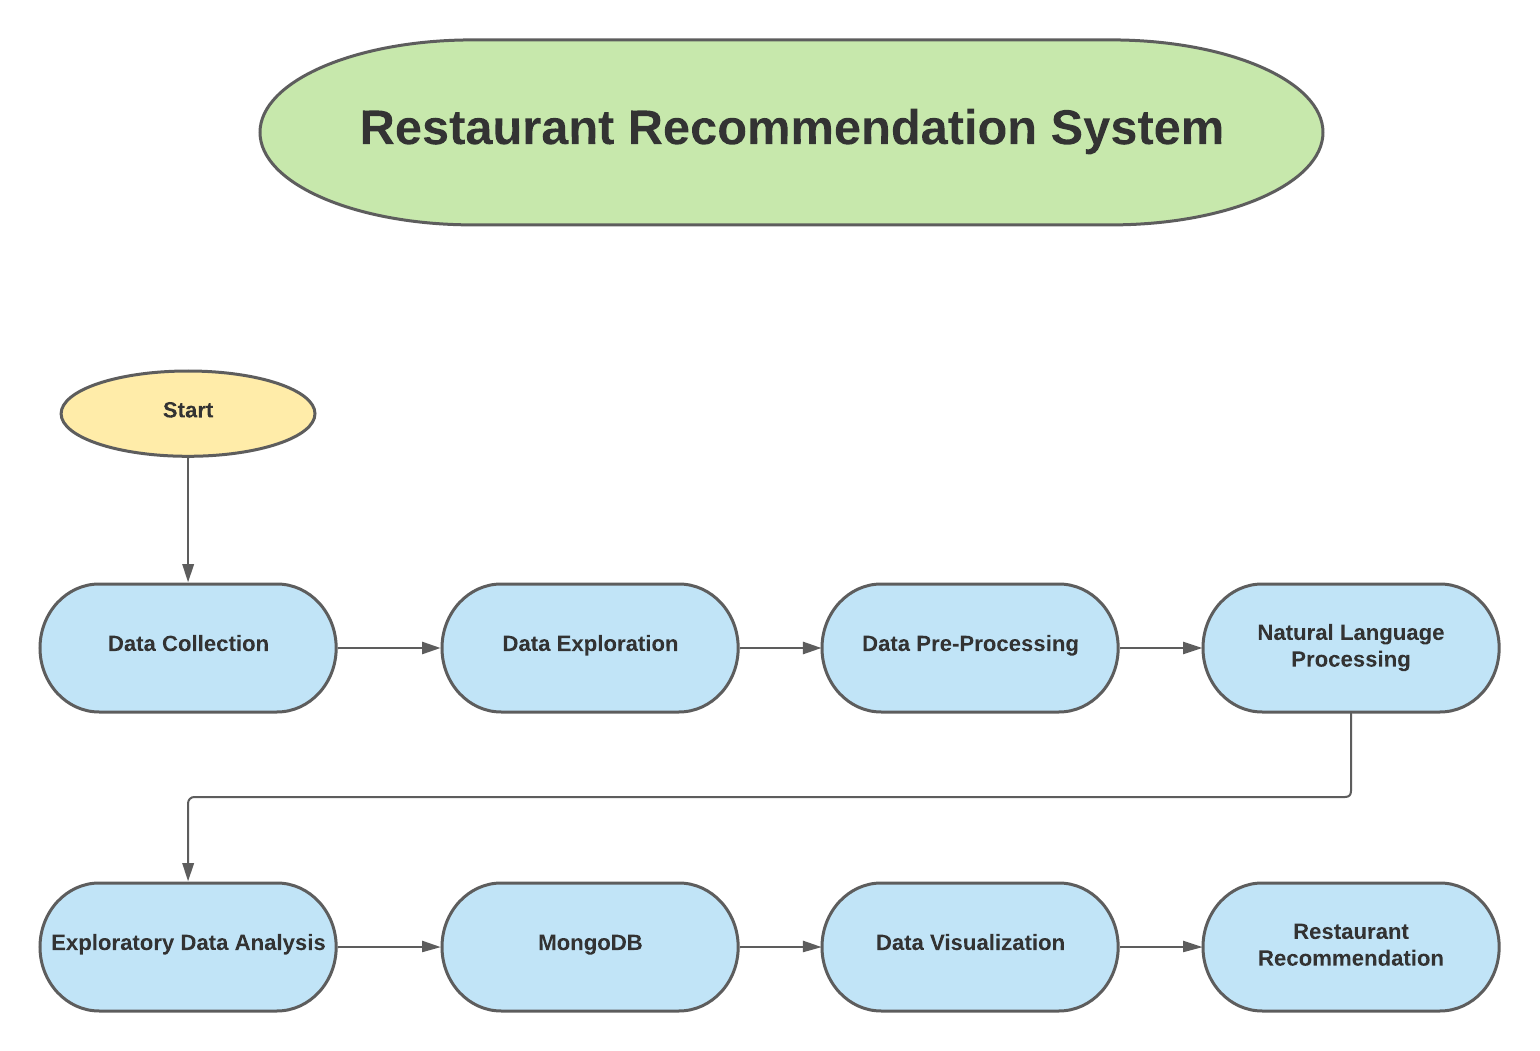 Restaurant Recommendation System
Start
Data Collection
Data Exploration
Data Pre-Processing
Natural Language
Processing
Exploratory Data Analysis
MongoDB
Data Visualization
Restaurant
Recommendation